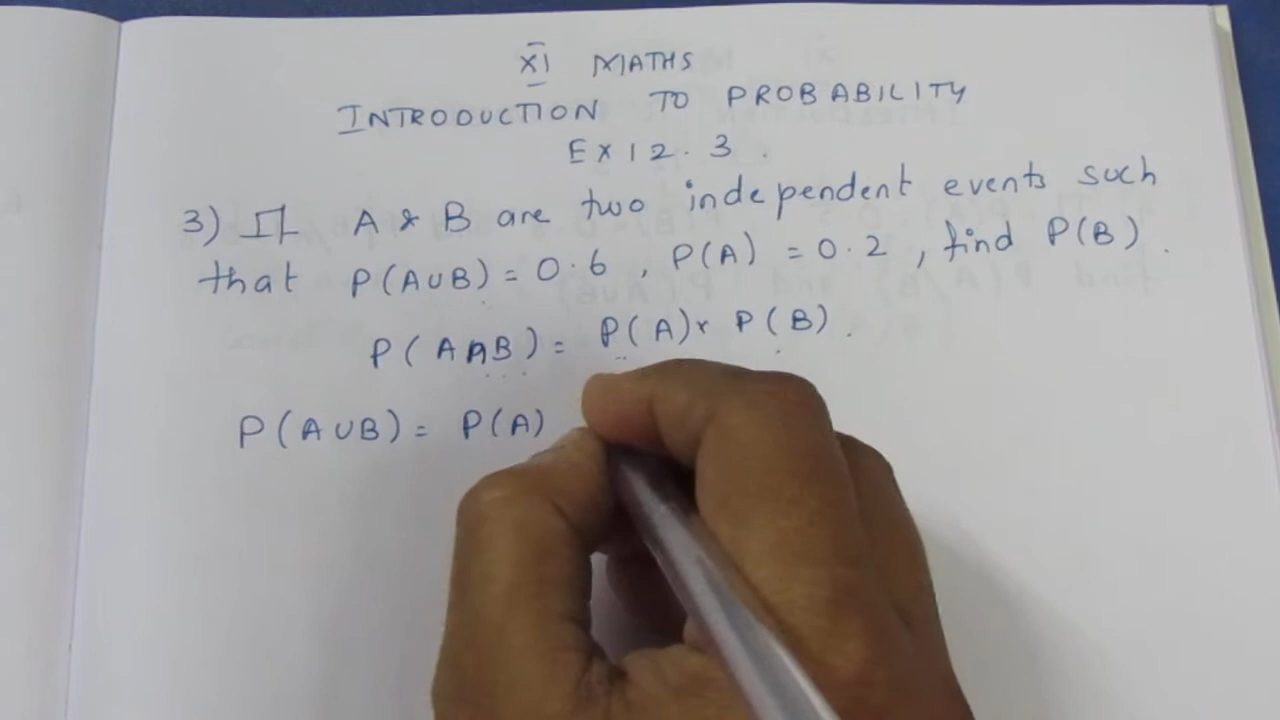 XI MATHS
INTRODUCTION TO PROBABILITY
EX 12.3.
3) If A & B are two independent events such
that P(A∪B) = 0.6, P(A) = 0.2, find P(B).
P(A∩B) = P(A) × P(B).
P(A∪B) = P(A)